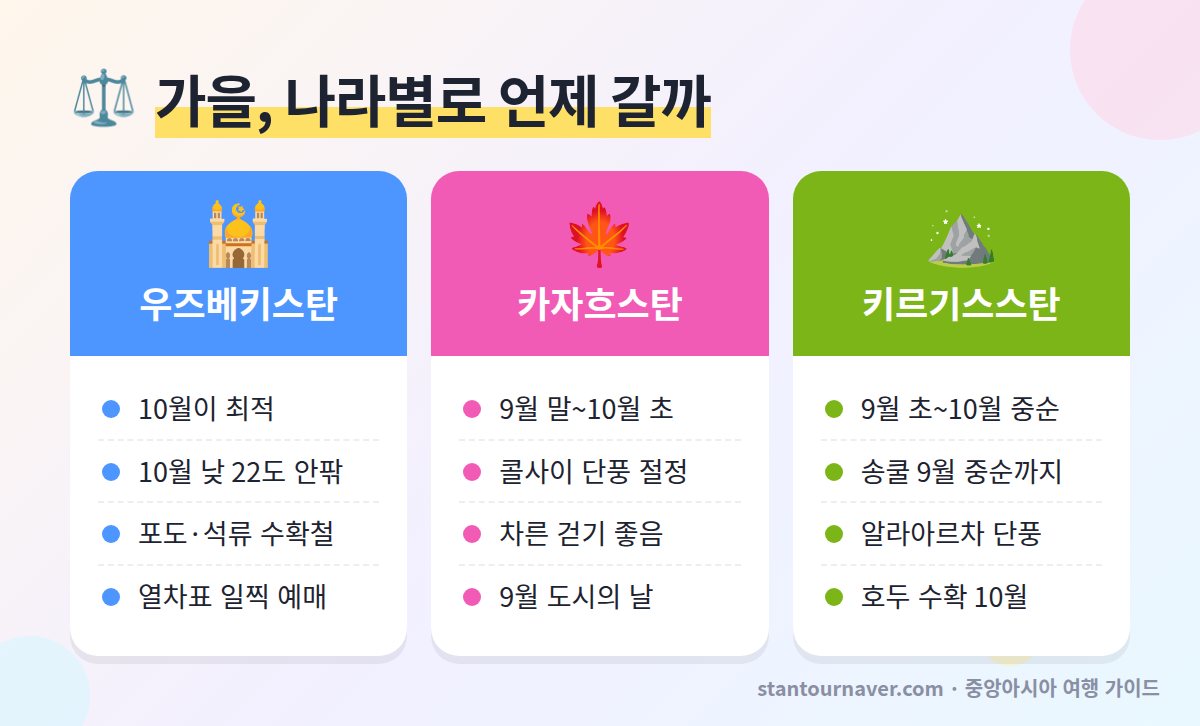 가을, 나라별로 언제 갈까
우즈베키스탄
10월이 최적
10월 낮 22도 안팎
포도·석류 수확철
열차표 일찍 예매
카자흐스탄
9월 말~10월 초
콜사이 단풍 절정
차른 걷기 좋음
9월 도시의 날
키르기스스탄
9월 초~10월 중순
송쿨 9월 중순까지
알라아르차 단풍
호두 수확 10월
stantournaver.com · 중앙아시아 여행 가이드